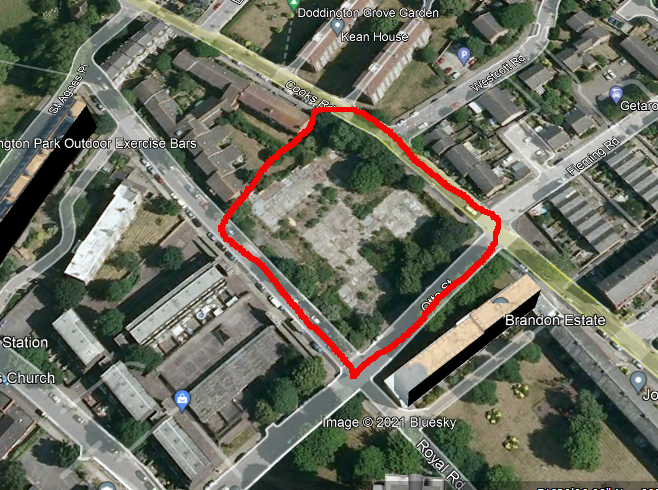 Doddington Grove Garden
Kean House
Cooks R
Westcott Rd
St Agnes Pl
Getaro
ngton Park Outdoor Exercise Bars
Fleming Rd
Otto St
Brandon Estate
Station
s Church
Jo
Image © 2021 Bluesky
Royal Rd